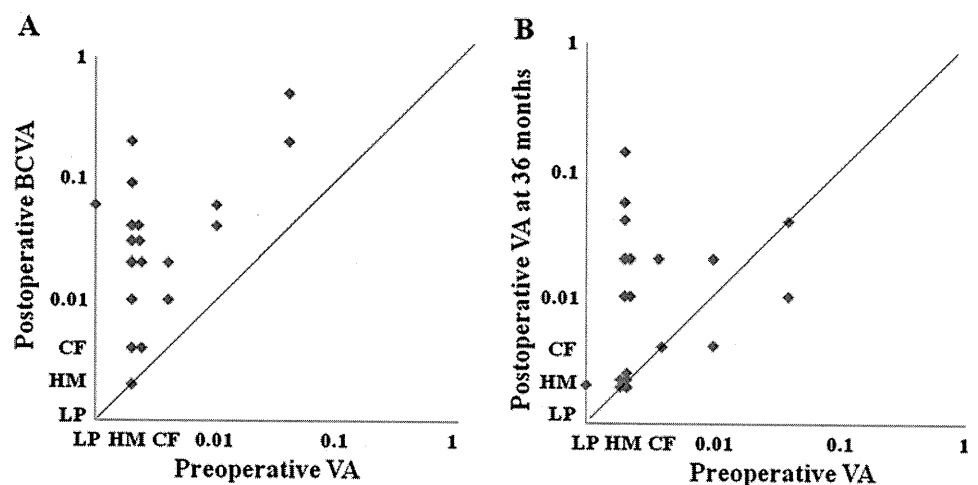 A
Postoperative BCVA
1
0.1
0.01
CF
HM
LP
LP HM CF 0.01 0.1 1
Preoperative VA
B
Postoperative VA at 36 months
1
0.1
0.01
CF
HM
LP
LP HM CF 0.01 0.1 1
Preoperative VA